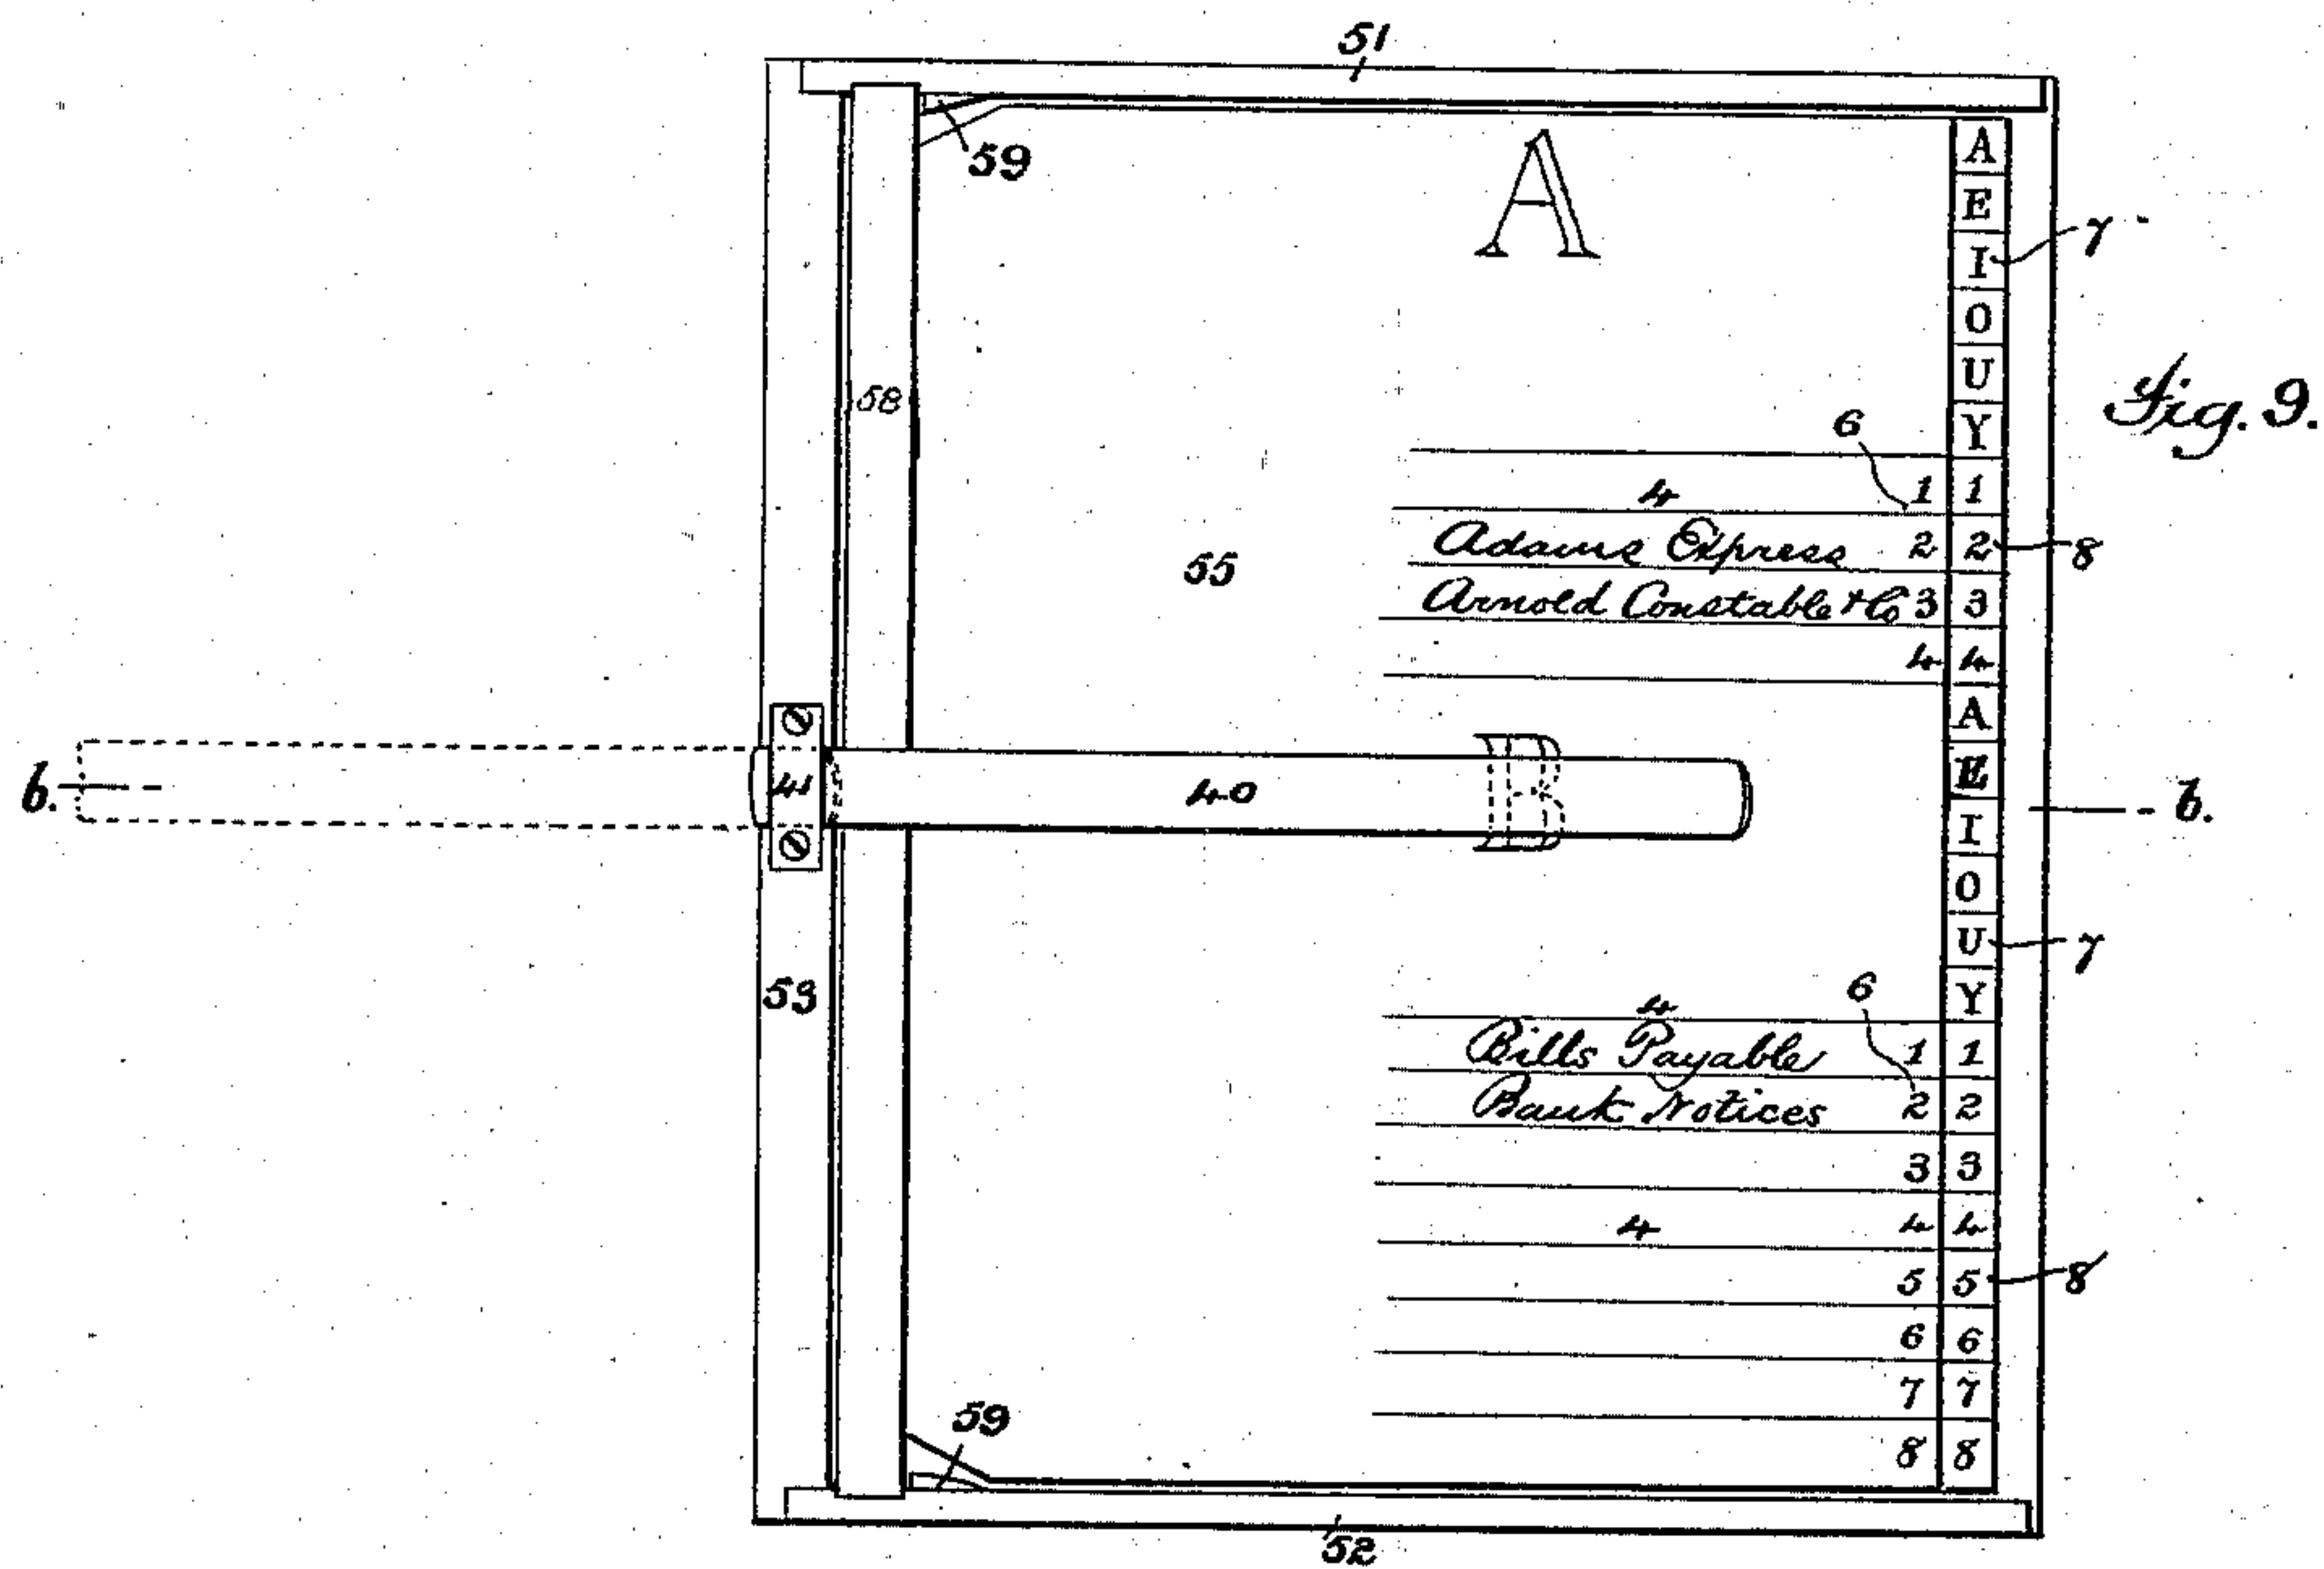 51
59
A
A
E
7
I
O
U
58
Fig. 9.
Y
6
4 1 1
Adams Express 2 2 8
55
Arnold Constable & Co 3 3
4 4
A
41
E
b. 40 B b.
I
O
U 7
53
6
Y
4
Bills Payable 1 1
Bank Notices 2 2
3 3
4 4 4
5 5 8
6 6
7 7
59
8 8
52